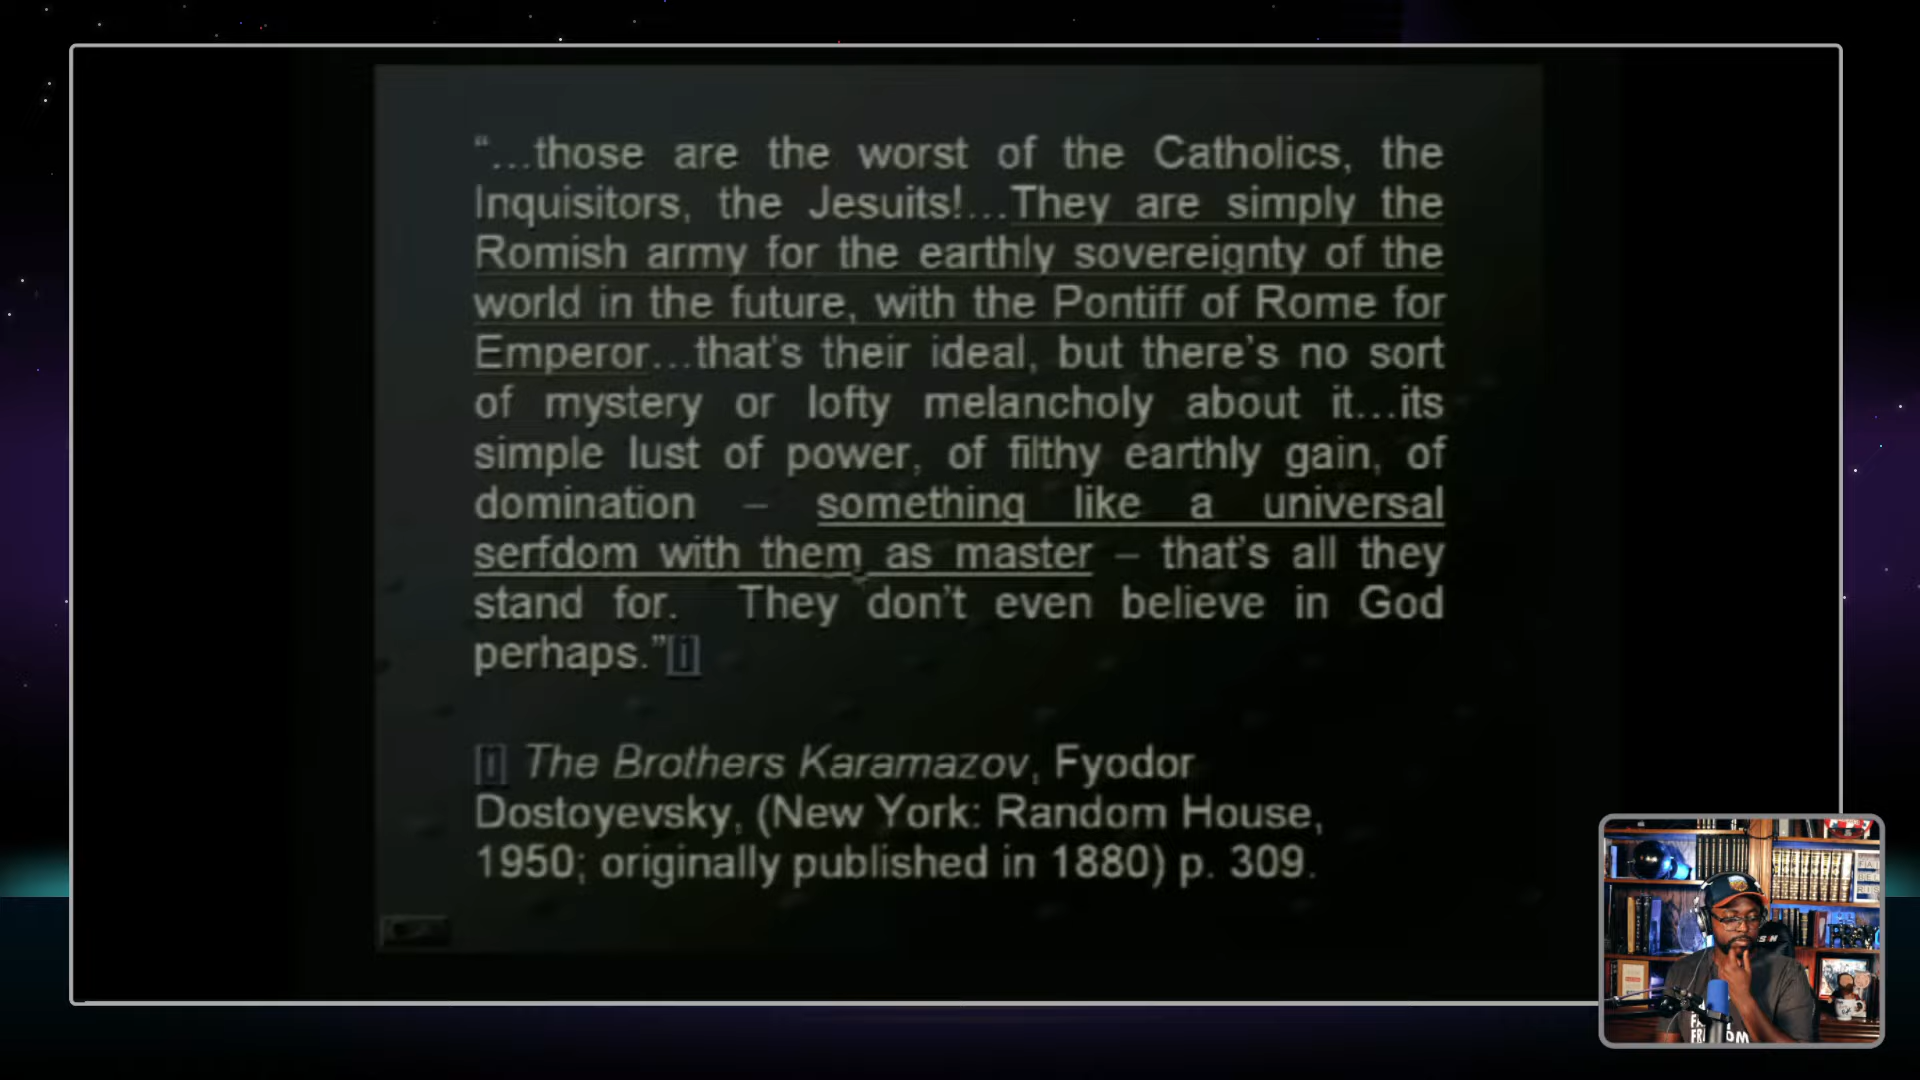 “...those are the worst of the Catholics, the
Inquisitors, the Jesuits!...They are simply the
Romish army for the earthly sovereignty of the
world in the future, with the Pontiff of Rome for
Emperor...that’s their ideal, but there’s no sort
of mystery or lofty melancholy about it...its
simple lust of power, of filthy earthly gain, of
domination – something like a universal
serfdom with them as master – that’s all they
stand for. They don’t even believe in God
perhaps.”[i]
[i] The Brothers Karamazov, Fyodor
Dostoyevsky, (New York: Random House,
1950; originally published in 1880) p. 309.